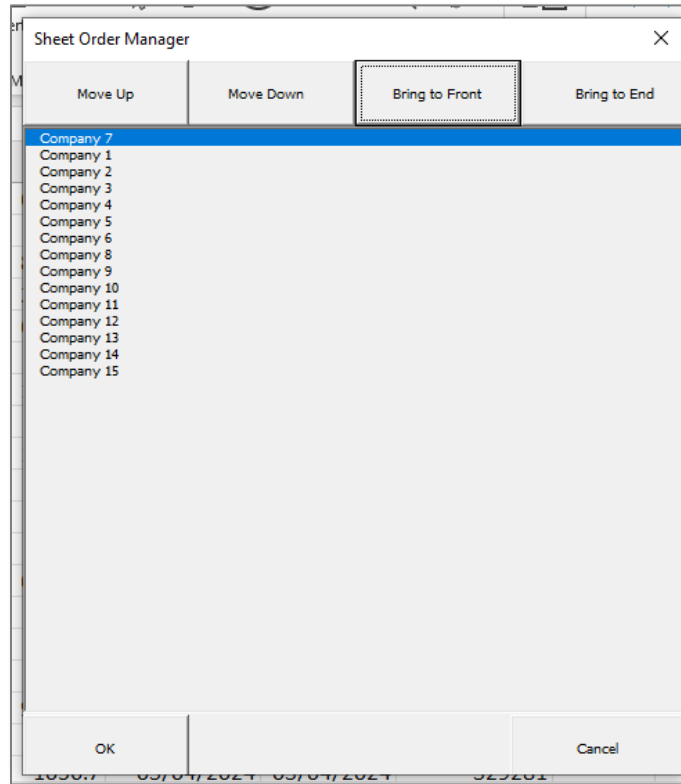 Sheet Order Manager
Move Up Move Down Bring to Front Bring to End
Company 7
Company 1
Company 2
Company 3
Company 4
Company 5
Company 6
Company 8
Company 9
Company 10
Company 11
Company 12
Company 13
Company 14
Company 15
OK Cancel